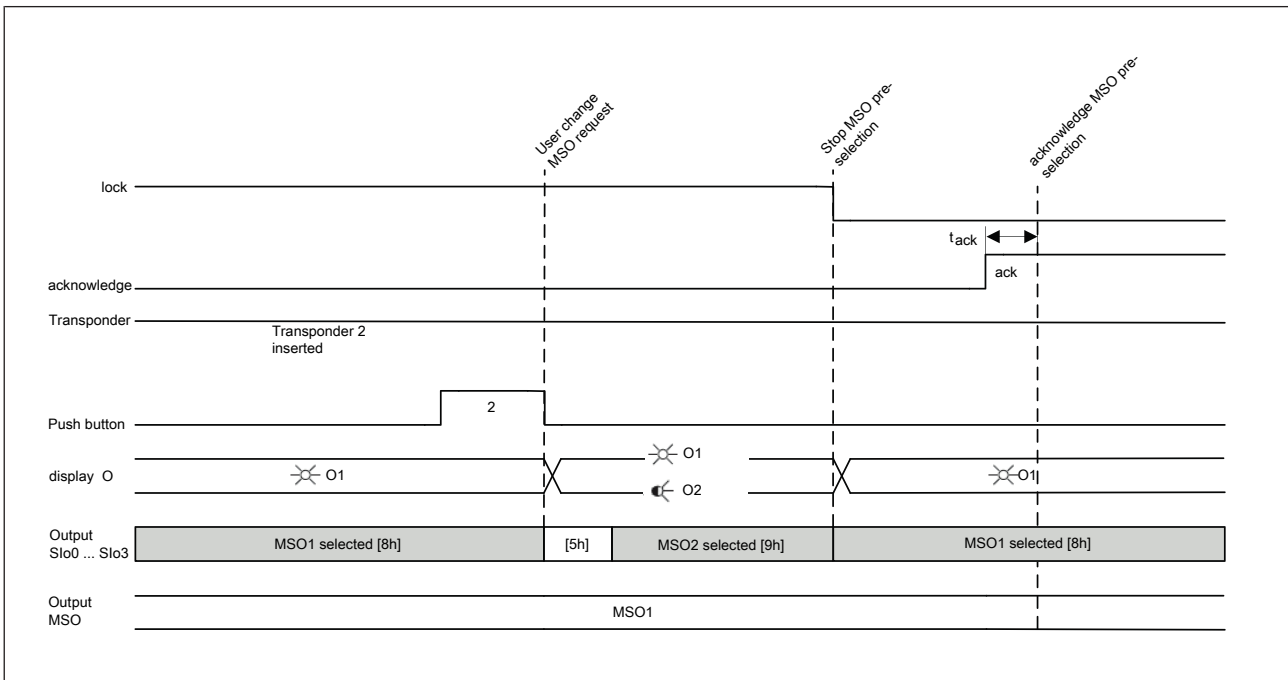 User change
MSO request
Stop MSO pre-
selection
acknowledge MSO pre-
selection
lock
tack
acknowledge
ack
Transponder
Transponder 2
inserted
2
Push button
O1
display O
O1
O1
O2
Output
SIo0 ... SIo3
MSO1 selected [8h]
[5h]
MSO2 selected [9h]
MSO1 selected [8h]
Output
MSO
MSO1